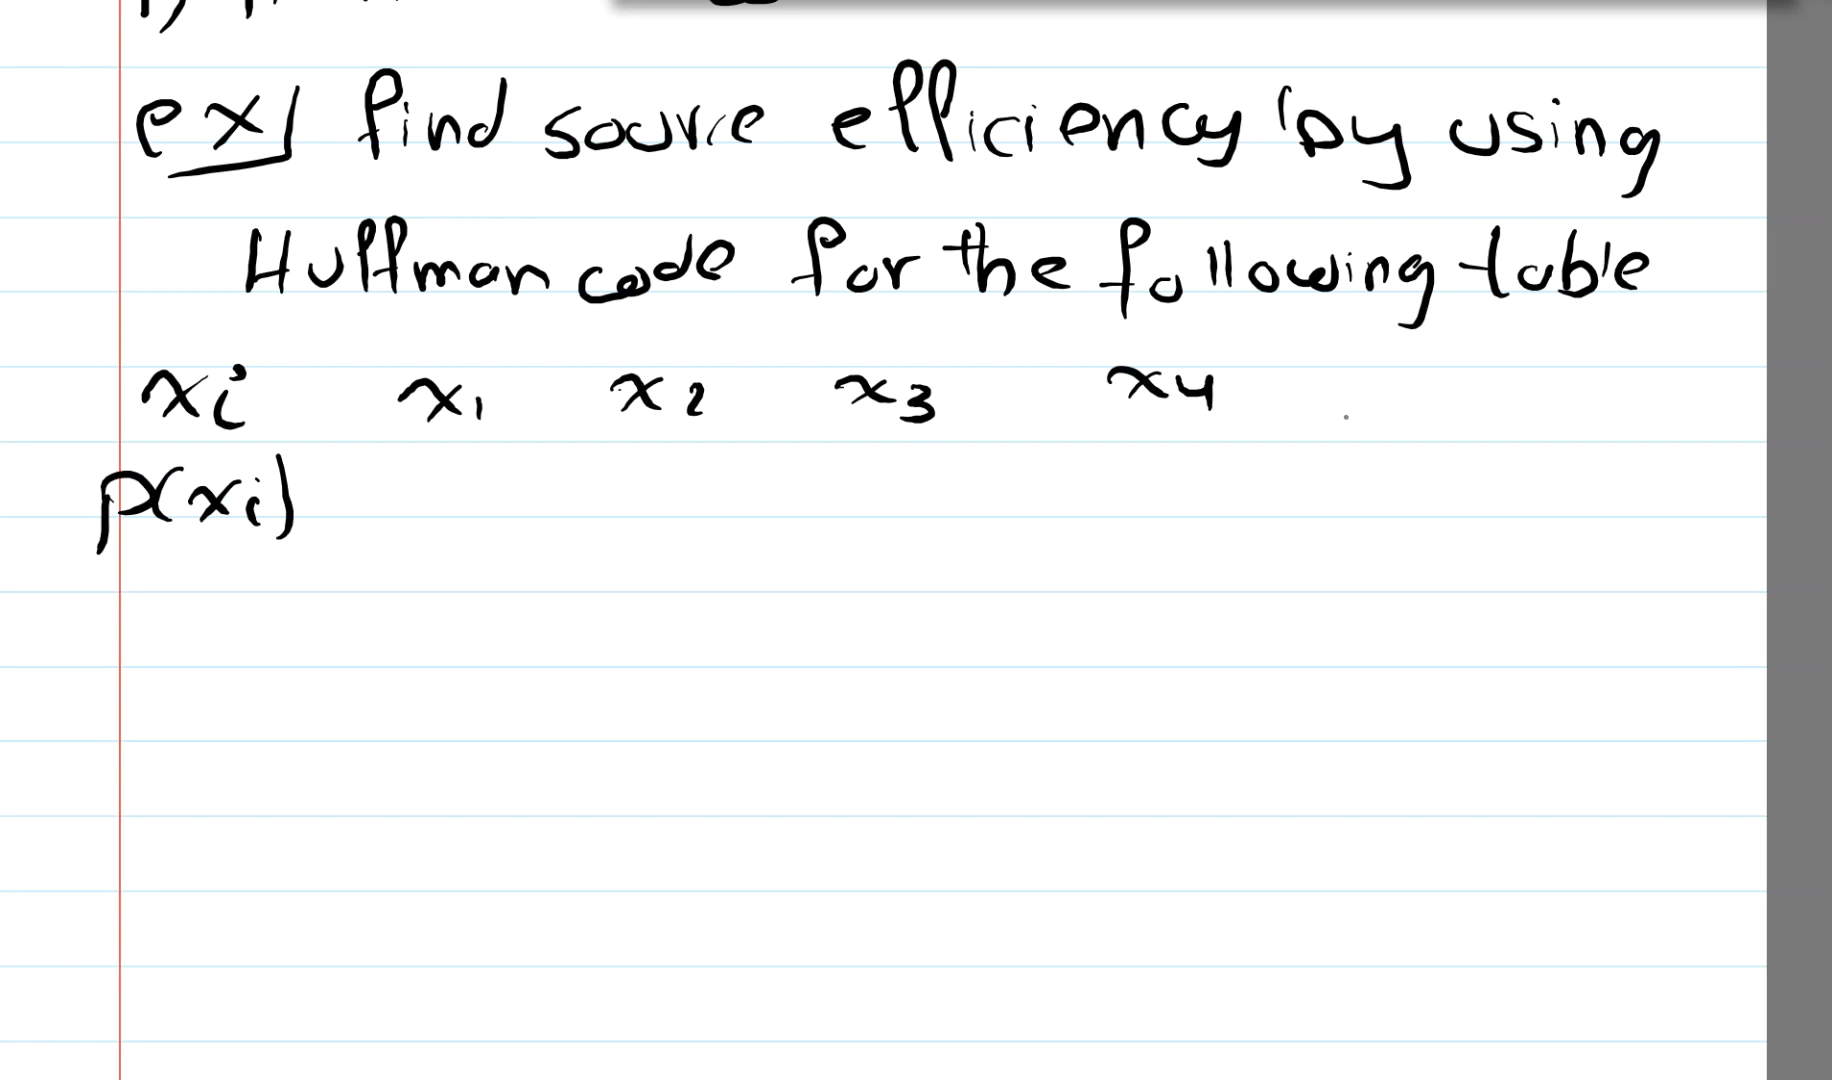 ex/ find source efficiency by using
Huffman code for the following table
xi x1 x2 x3 x4
p(xi)